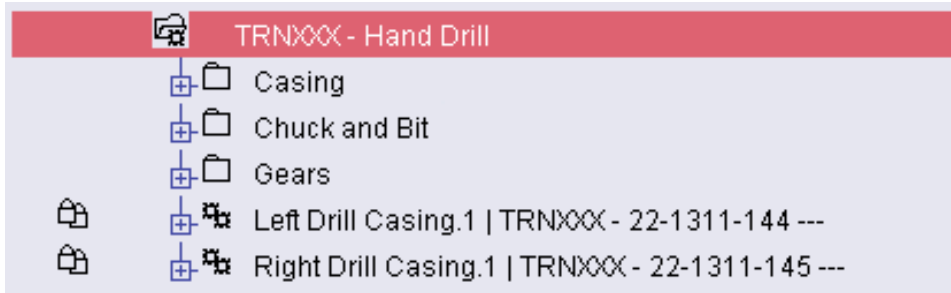 TRNXXX - Hand Drill
Casing
Chuck and Bit
Gears
Left Drill Casing.1 | TRNXXX - 22-1311-144 ---
Right Drill Casing.1 | TRNXXX - 22-1311-145 ---